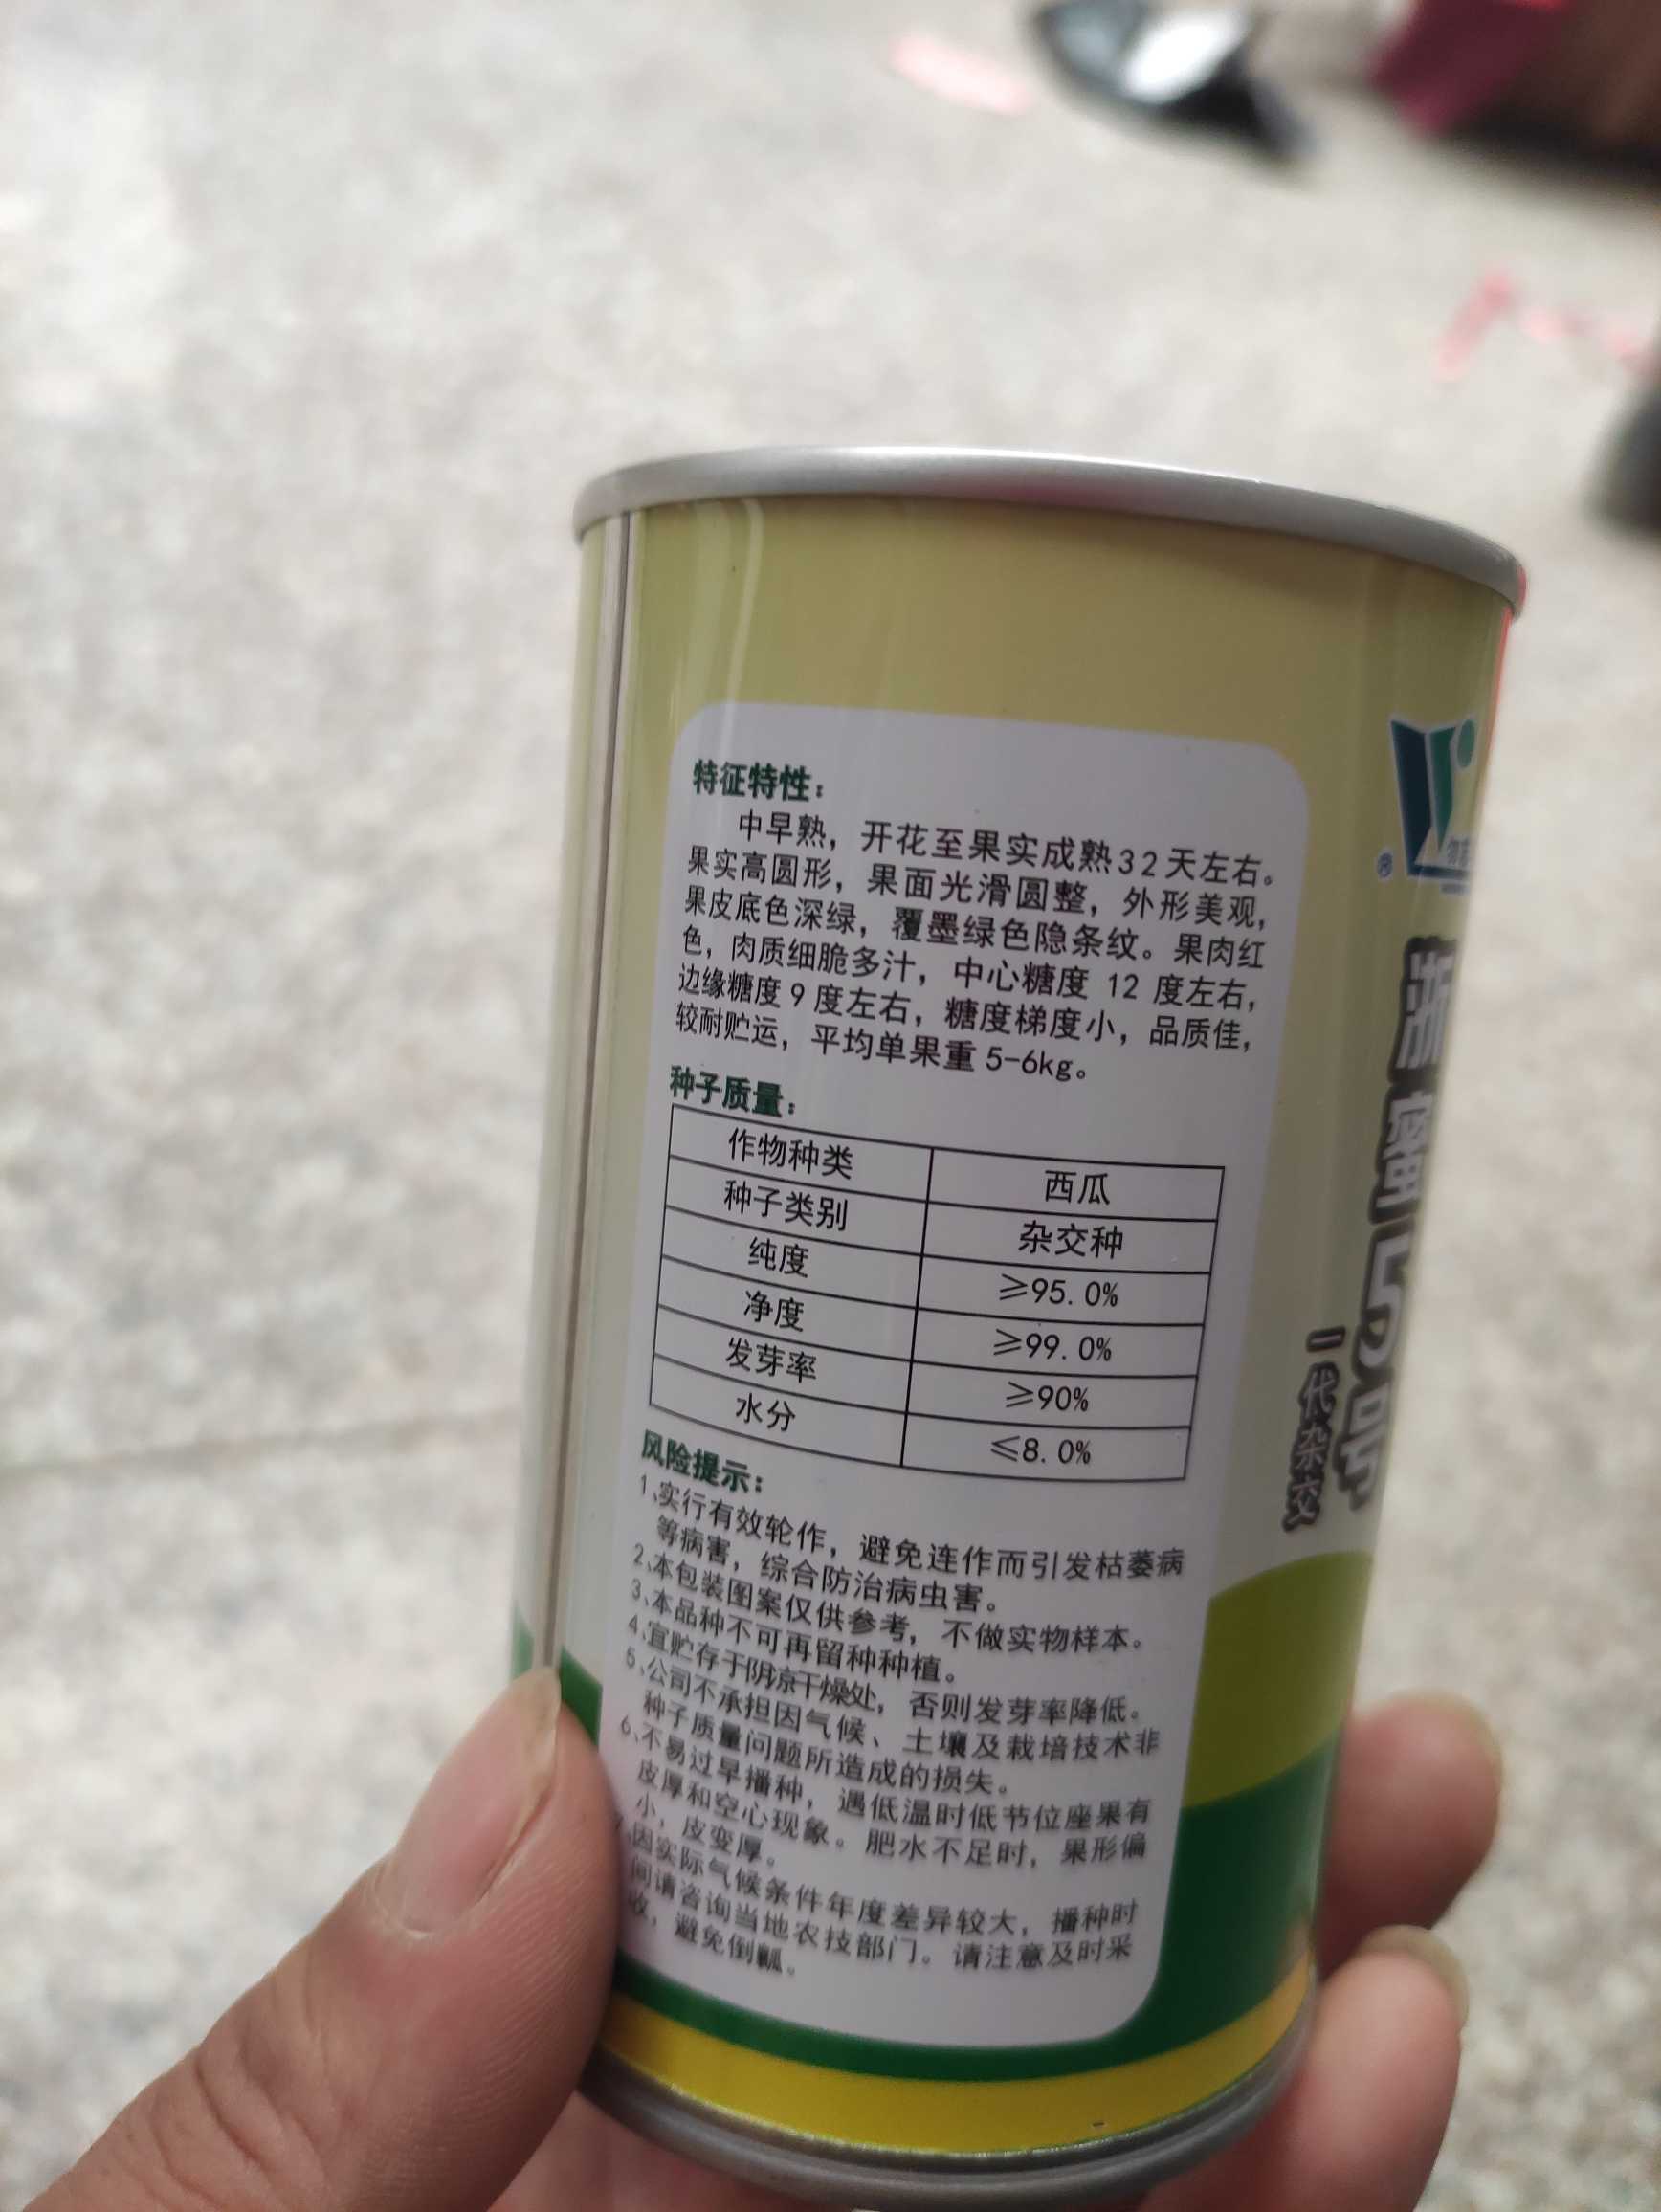 特征特性：
中早熟，开花至果实成熟32天左右。
果实高圆形，果面光滑圆整，外形美观，
果皮底色深绿，覆墨绿色隐条纹。果肉红
色，肉质细脆多汁，中心糖度 12 度左右，
边缘糖度9度左右，糖度梯度小，品质佳，
较耐贮运，平均单果重5-6kg。
种子质量：
作物种类 西瓜
种子类别 杂交种
纯度 ≥95.0%
净度 ≥99.0%
发芽率 ≥90%
水分 ≤8.0%
风险提示：
1、实行有效轮作，避免连作而引发枯萎病
等病害，综合防治病虫害。
2、本包装图案仅供参考，不做实物样本。
3、本品种不可再留种种植。
4、宜贮存于阴凉干燥处，否则发芽率降低。
5、公司不承担因气候、土壤及栽培技术非
种子质量问题所造成的损失。
6、不易过早播种，遇低温时低节位座果有
皮厚和空心现象。肥水不足时，果形偏
小，皮变厚。
因实际气候条件年度差异较大，播种时
间请咨询当地农技部门。请注意及时采
收，避免倒瓤。
®
浙蜜5号
一代杂交